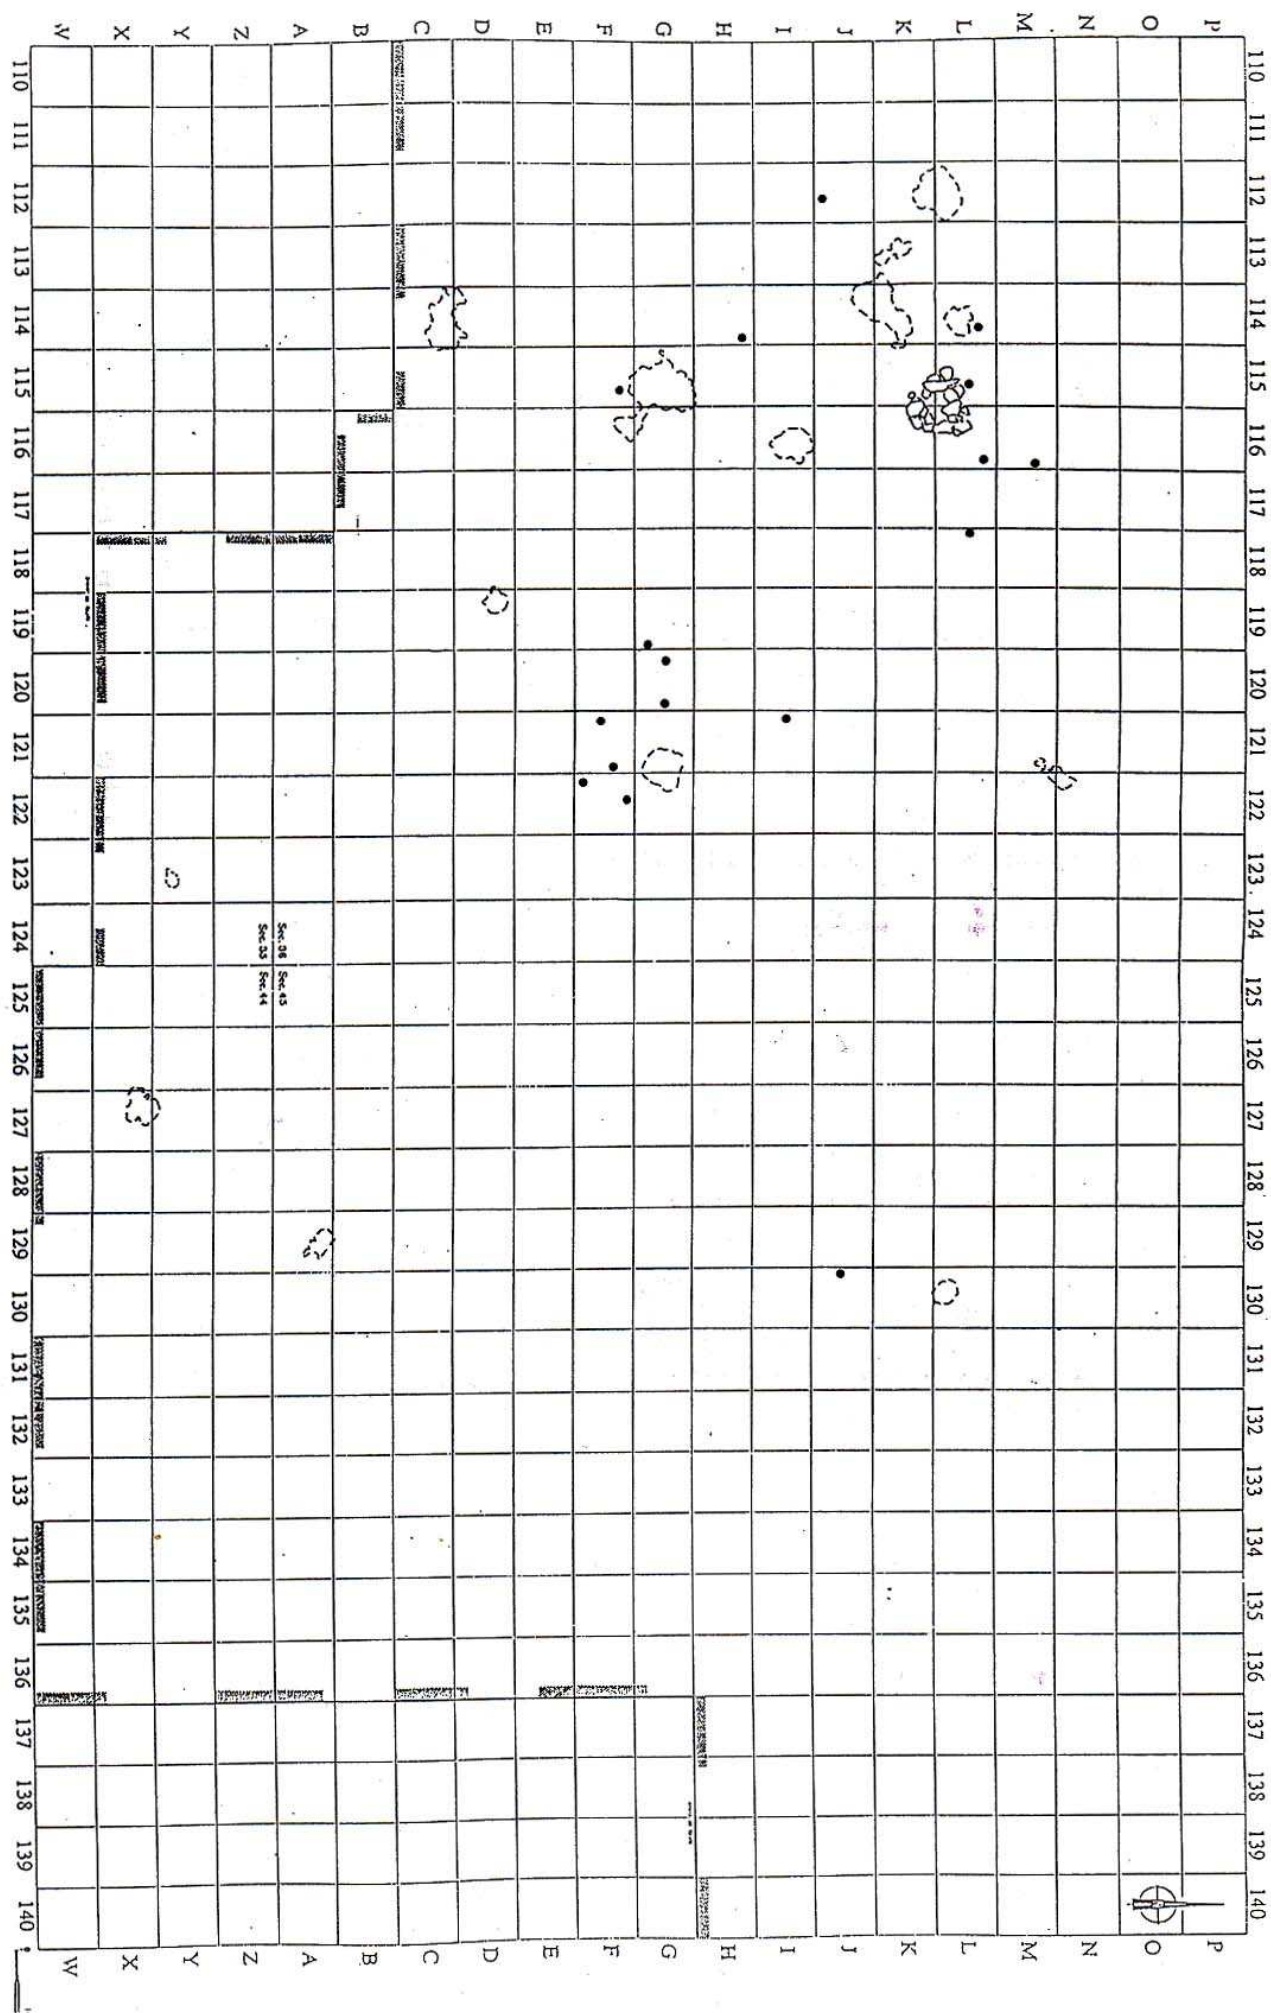 110 111 112 113 114 115 116 117 118 119 120 121 122 123 124 125 126 127 128 129 130 131 132 133 134 135 136 137 138 139 140
P P
O O
N N
M M
L L
K K
J J
I I
H H
G G
F F
E E
D D
C C
B B
A A
Sec. 36 Sec. 45
Sec. 35 Sec. 44
Z Z
Y Y
X X
W W
110 111 112 113 114 115 116 117 118 119 120 121 122 123 124 125 126 127 128 129 130 131 132 133 134 135 136 137 138 139 140